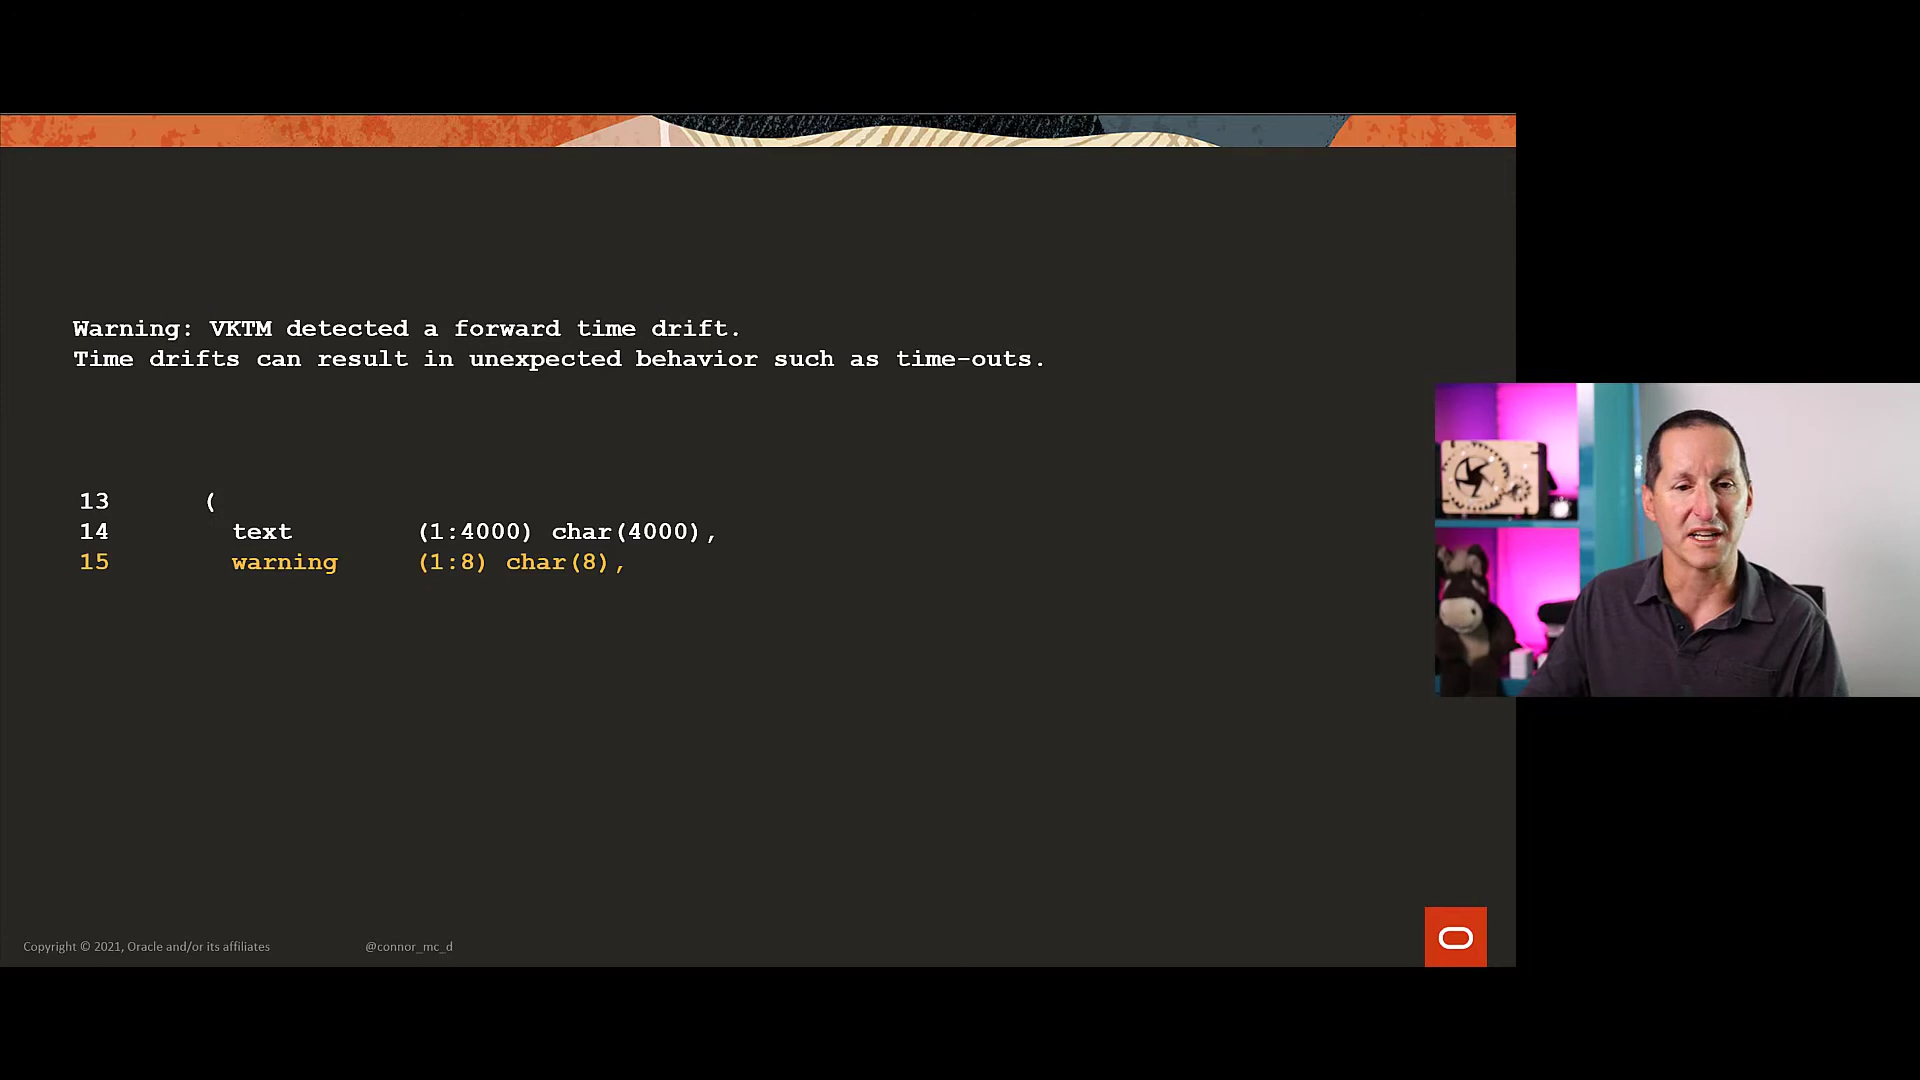 Warning: VKTM detected a forward time drift.
Time drifts can result in unexpected behavior such as time-outs.
13 (
14 text (1:4000) char(4000),
15 warning (1:8) char(8),
Copyright © 2021, Oracle and/or its affiliates @connor_mc_d